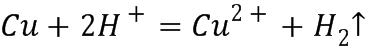 Cu + 2H⁺ = Cu²⁺ + H₂↑